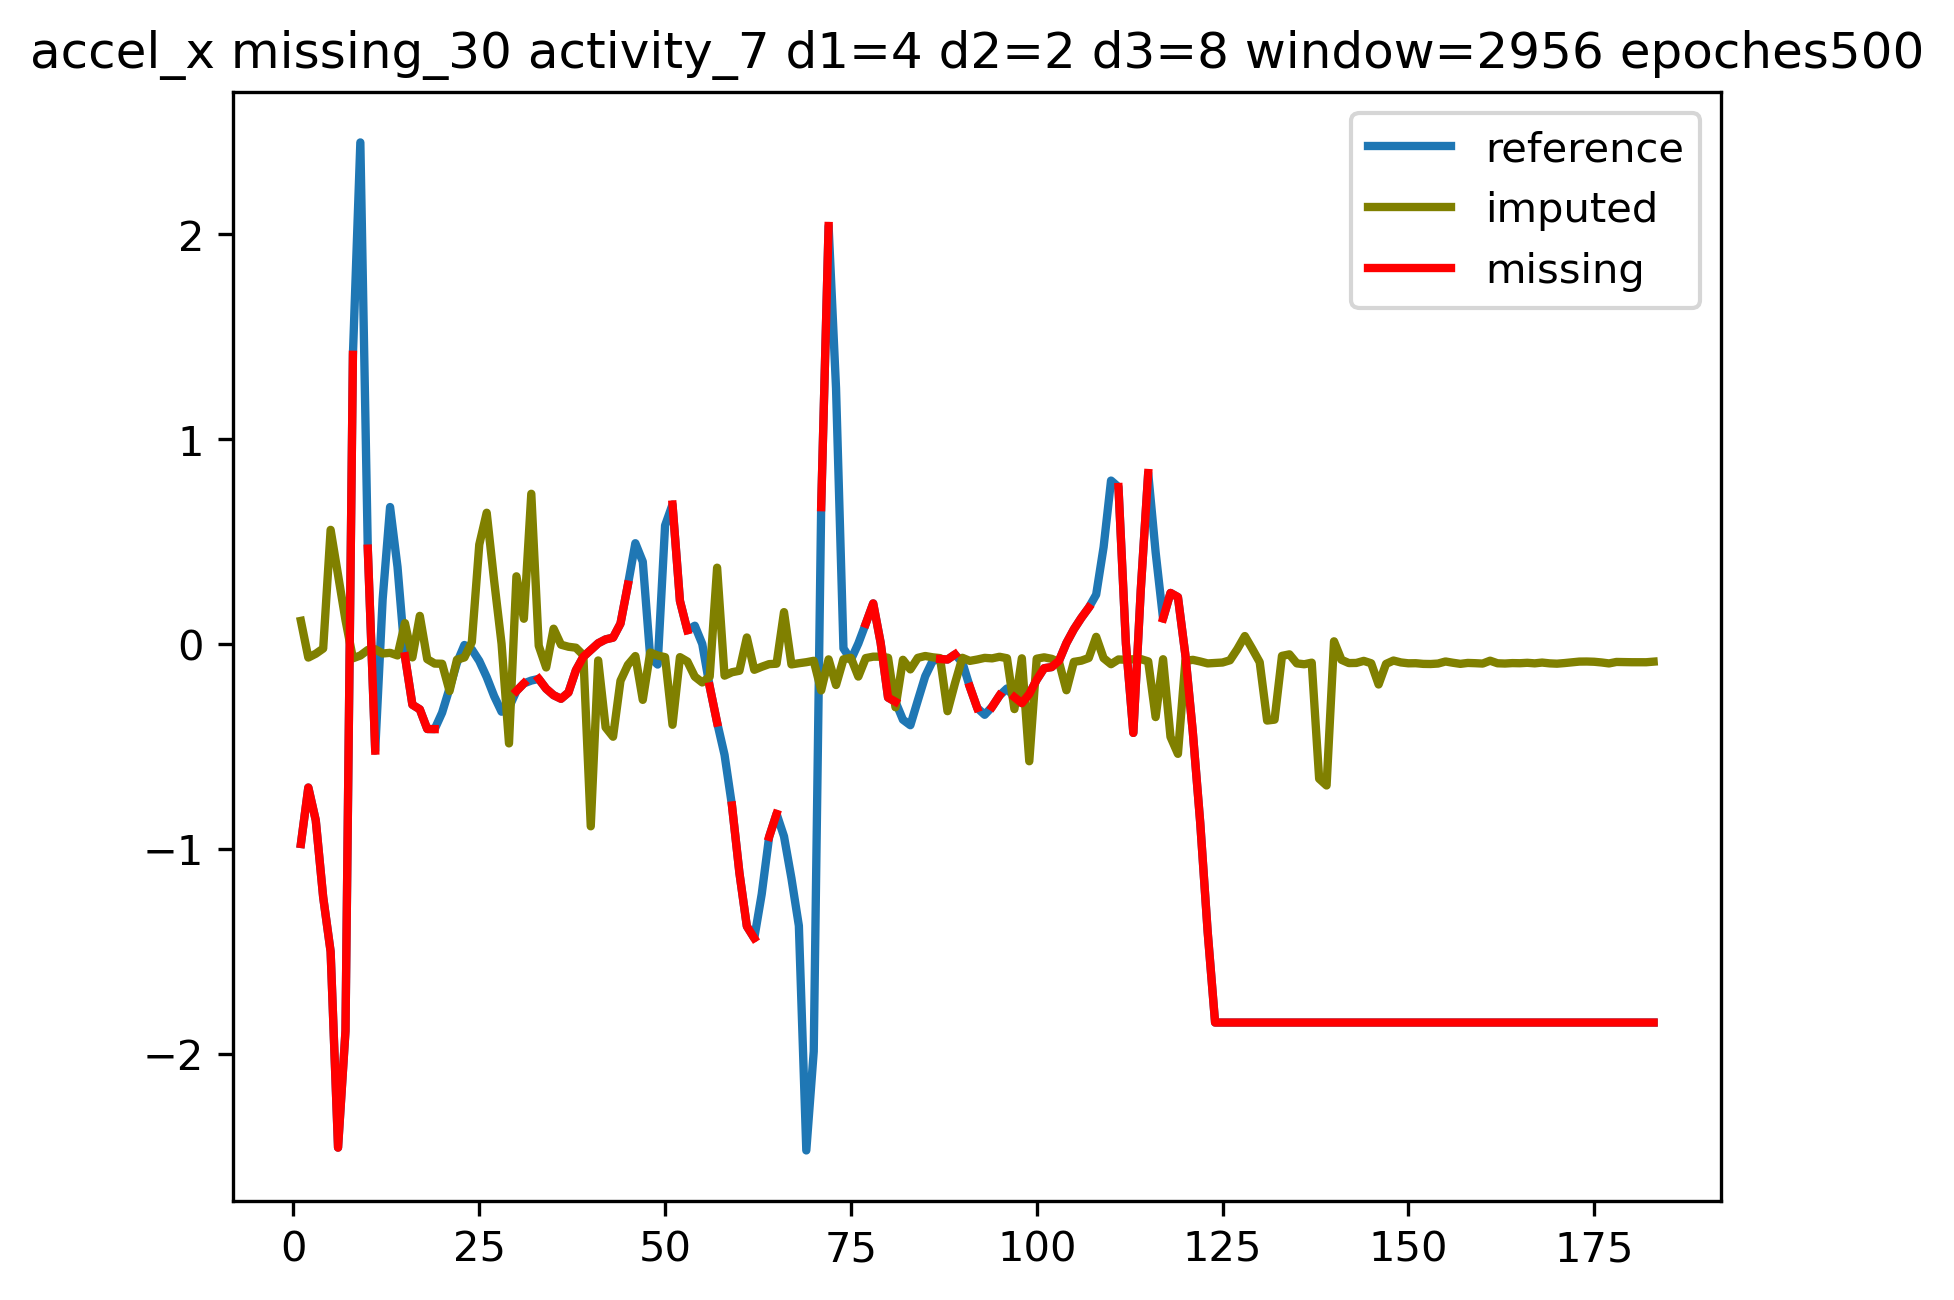 accel_x missing_30 activity_7 d1=4 d2=2 d3=8 window=2956 epoches500
reference
imputed
missing
2
1
0
−1
−2
0 25 50 75 100 125 150 175